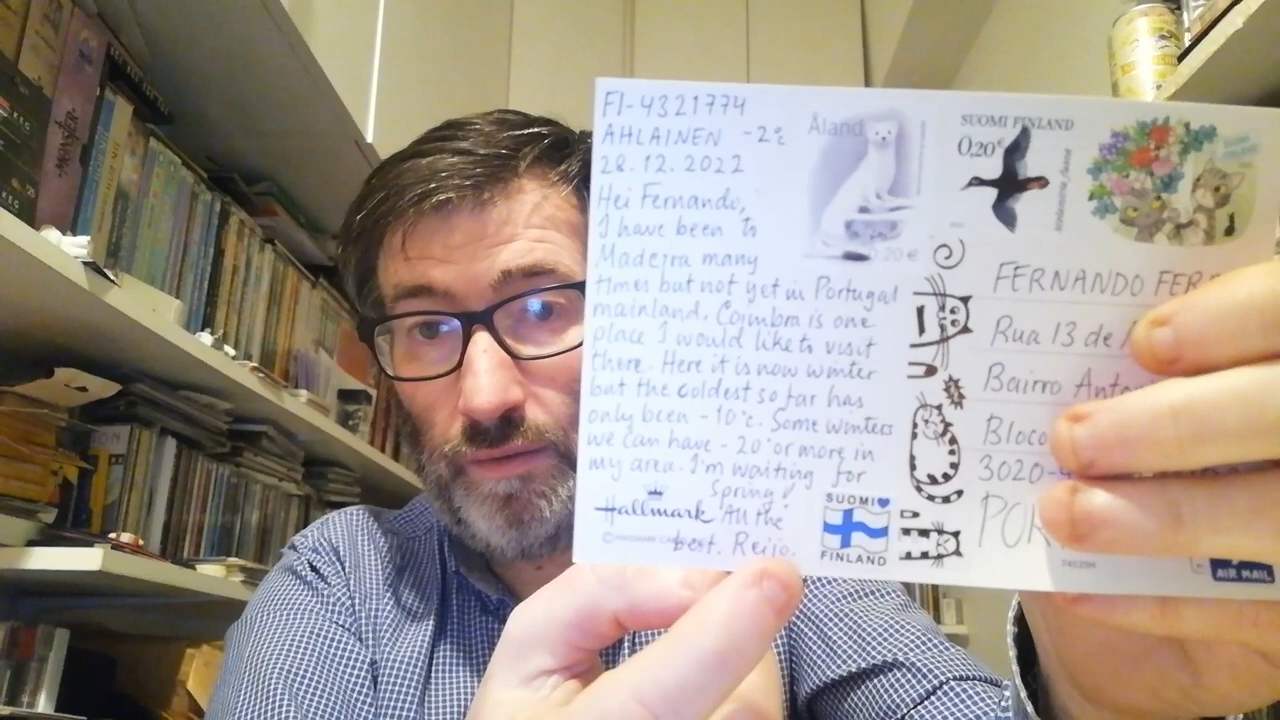 FI-4321774
AHLAINEN -2°c
28.12.2022
Hei Fernando,
I have been to
Madeira many
times but not yet in Portugal
mainland. Coimbra is one
place I would like to visit
there. Here it is now winter
but the coldest so far has
only been -10°c. Some winters
we can have -20° or more in
my area. I'm waiting for
Spring!
All the
best. Reijo.
Hallmark
Åland
0.20 €
SUOMI FINLAND
0,20€
FERNANDO FER
Rua 13 de
Bairro Anto
Bloco
3020-
POR
SUOMI
FINLAND
AIR MAIL
MONSTER